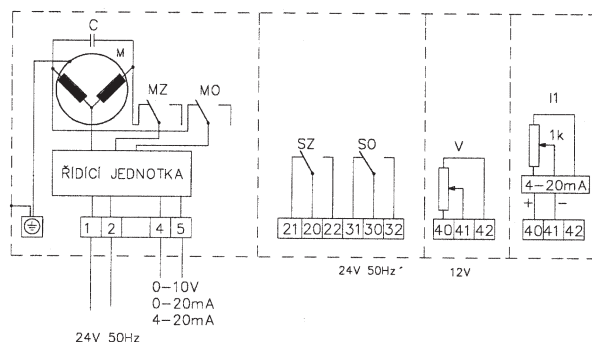 C
M
MZ MO
ŘÍDÍCÍ JEDNOTKA
1 2 4 5
0-10V
0-20mA
4-20mA
24V 50Hz
SZ SO
21 20 22 31 30 32
24V 50Hz
V
40 41 42
12V
I1
1k
4-20mA
+ -
40 41 42